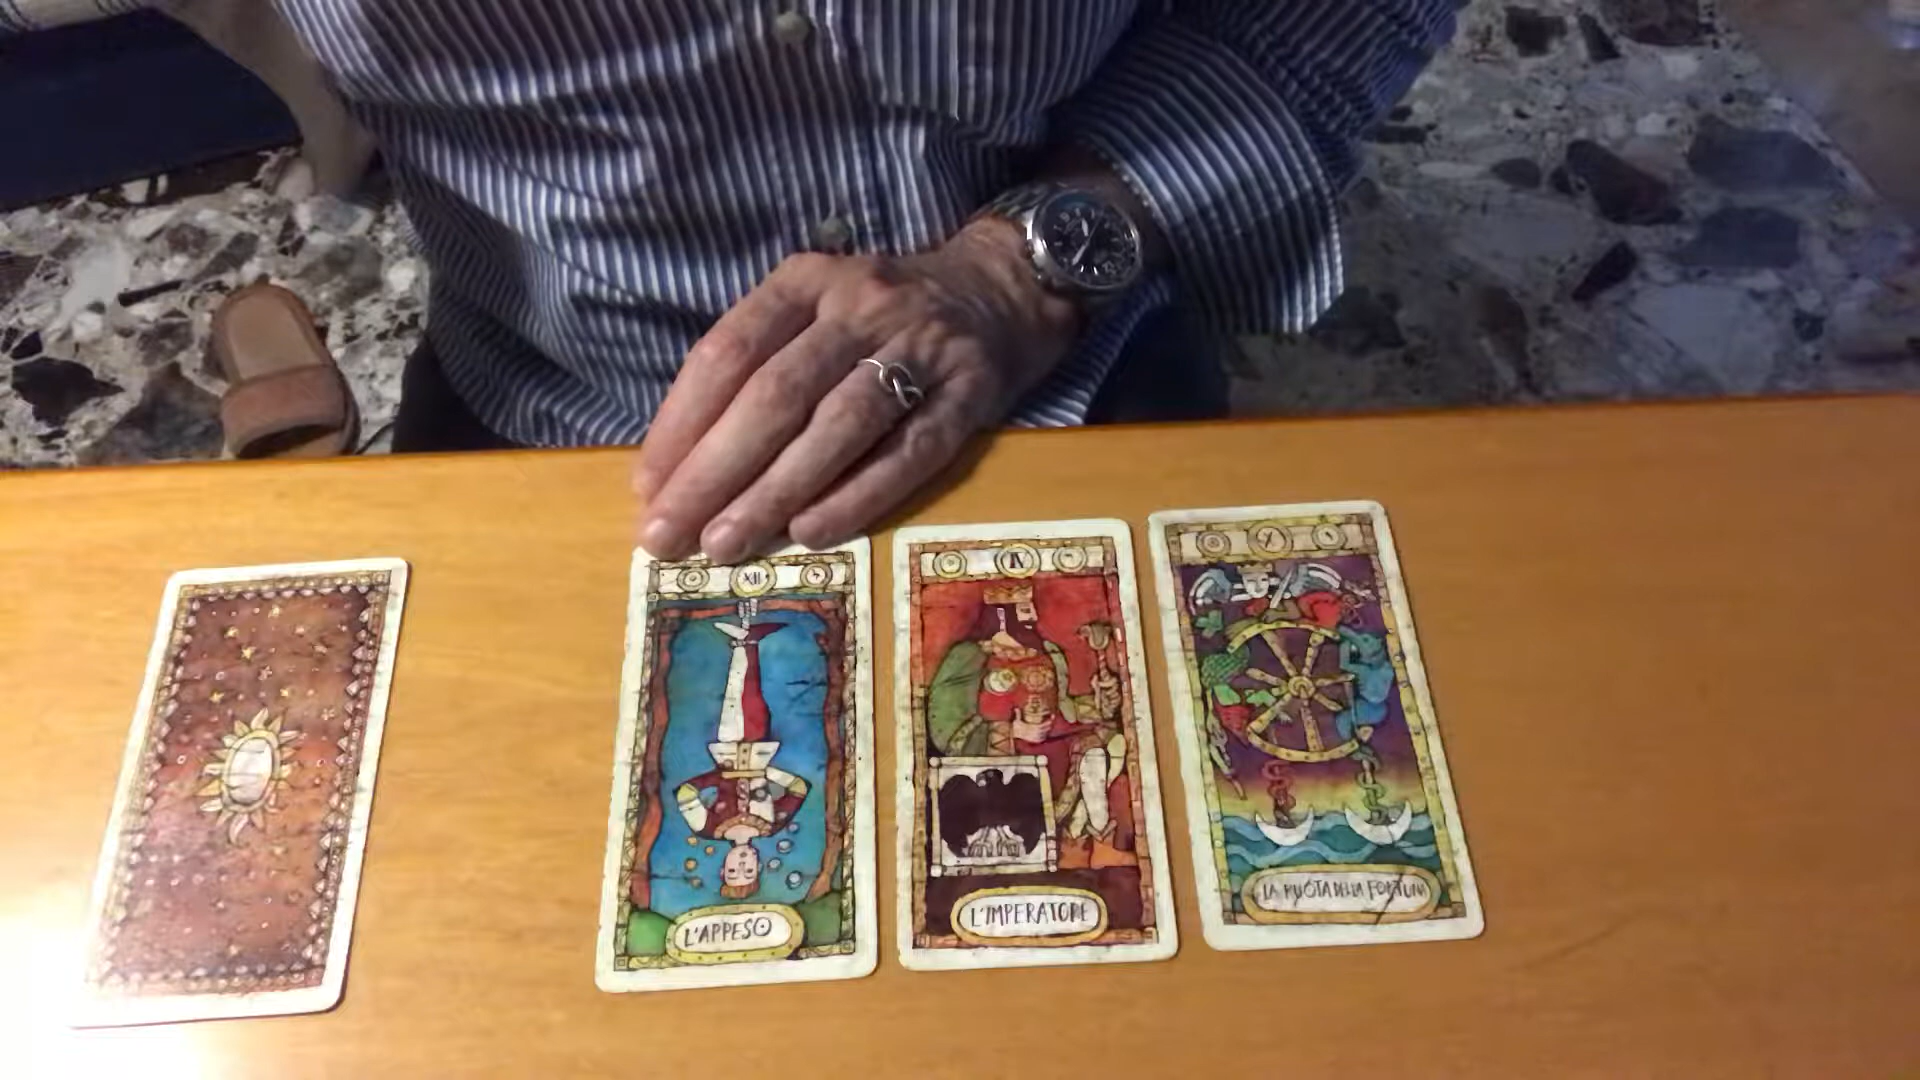 XII
L'APPESO
IV
L'IMPERATORE
X
LA RUOTA DELLA FORTUNA